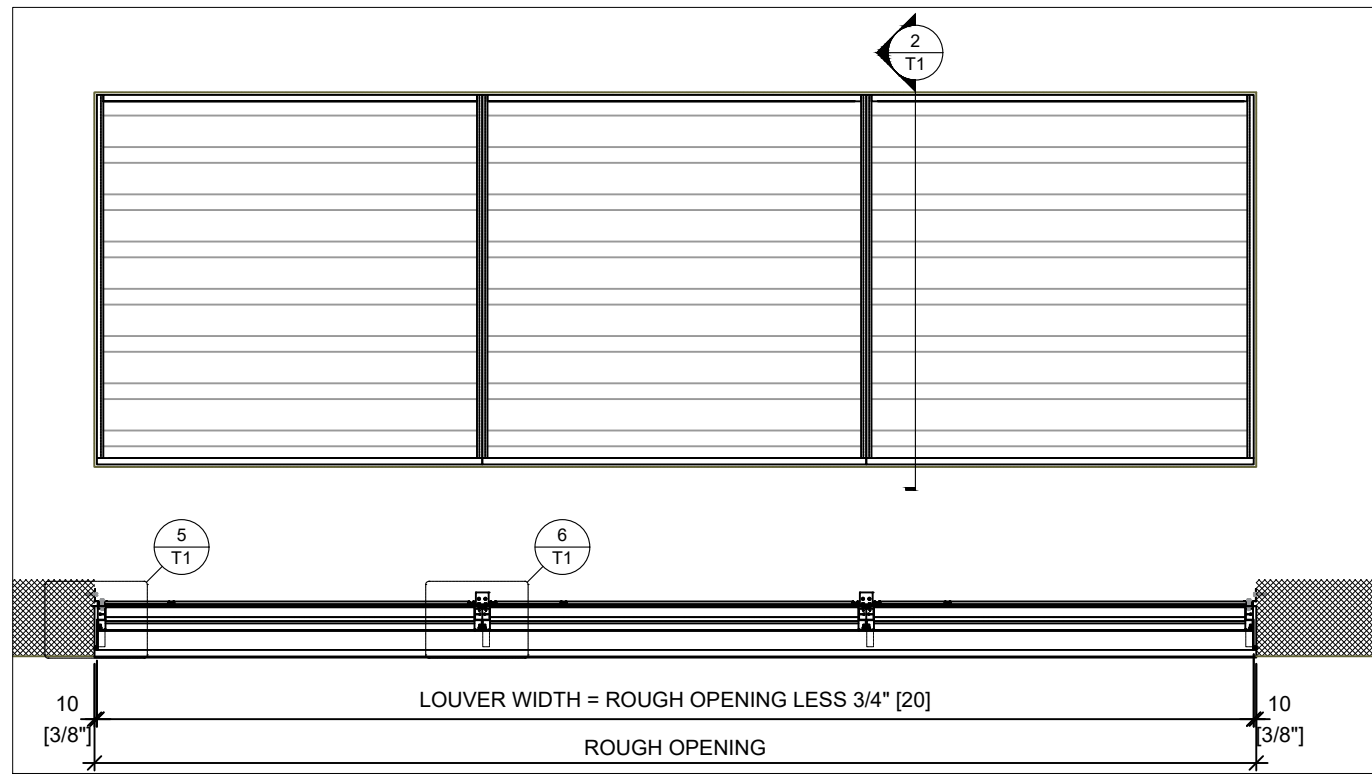 2
T1
5
T1
6
T1
10
[3/8"]
LOUVER WIDTH = ROUGH OPENING LESS 3/4" [20]
10
[3/8"]
ROUGH OPENING